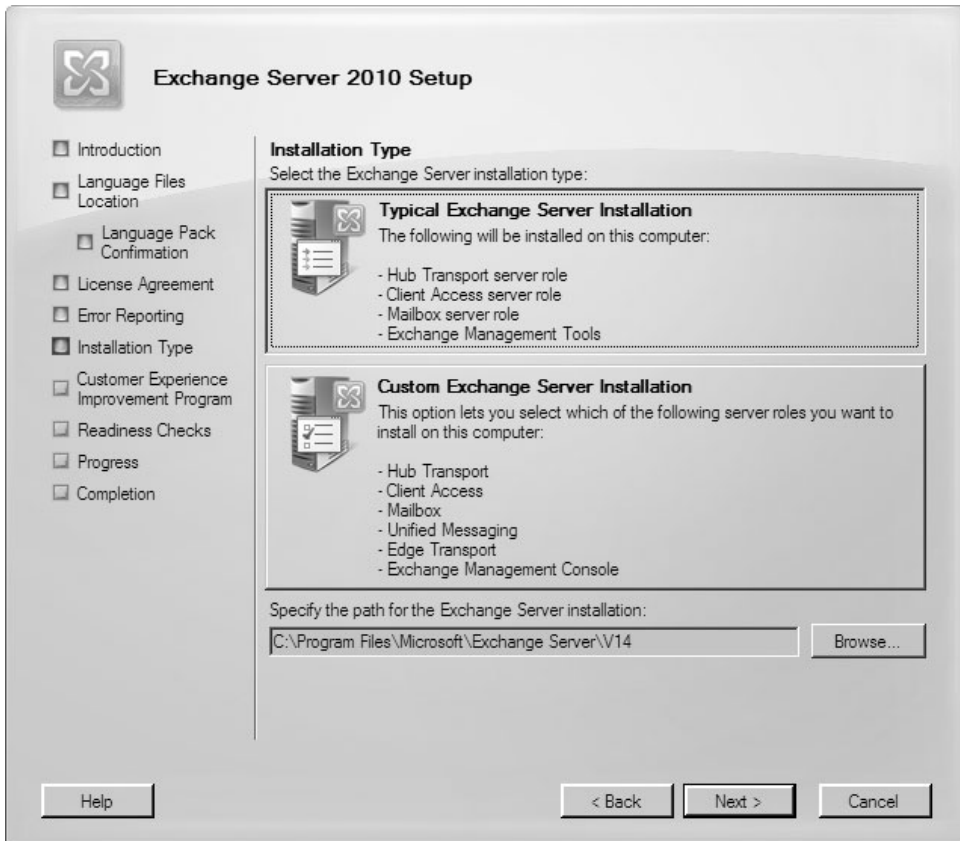 Exchange Server 2010 Setup
Introduction
Language Files
Location
Language Pack
Confirmation
License Agreement
Error Reporting
Installation Type
Customer Experience
Improvement Program
Readiness Checks
Progress
Completion
Installation Type
Select the Exchange Server installation type:
Typical Exchange Server Installation
The following will be installed on this computer:
- Hub Transport server role
- Client Access server role
- Mailbox server role
- Exchange Management Tools
Custom Exchange Server Installation
This option lets you select which of the following server roles you want to
install on this computer:
- Hub Transport
- Client Access
- Mailbox
- Unified Messaging
- Edge Transport
- Exchange Management Console
Specify the path for the Exchange Server installation:
C:\Program Files\Microsoft\Exchange Server\V14
Browse...
Help
< Back
Next >
Cancel